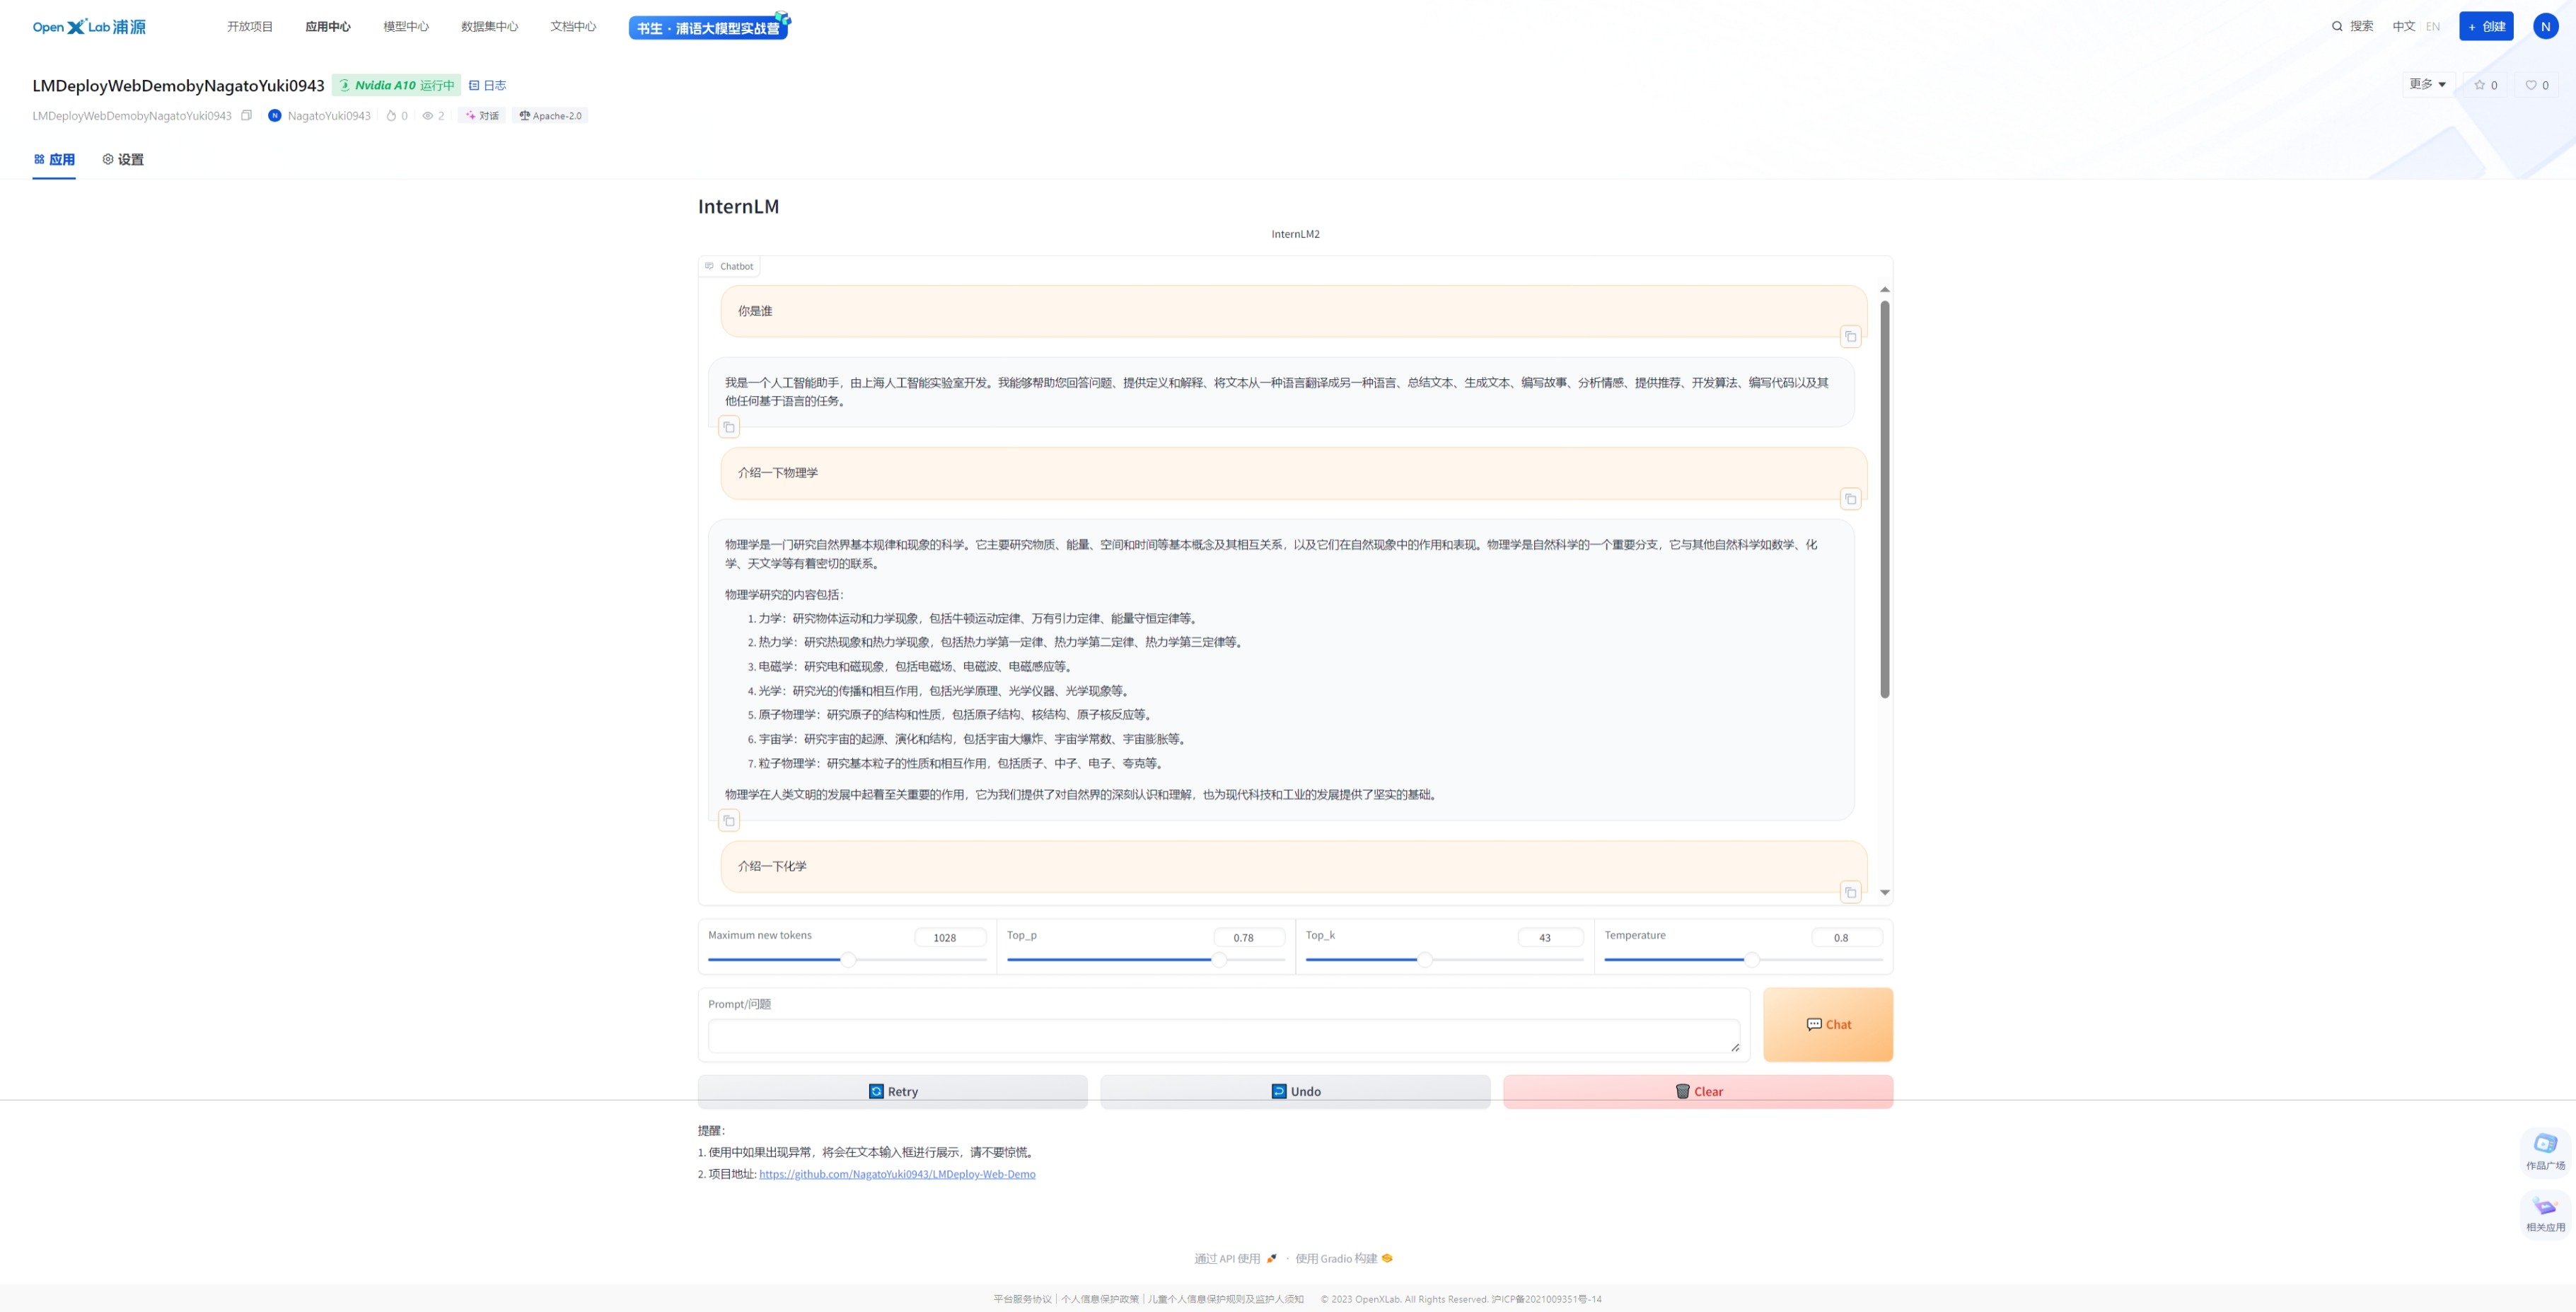 OpenXLab浦源
开放项目
应用中心
模型中心
数据集中心
文档中心
书生·浦语大模型实战营
搜索
中文 EN
+ 创建
N
LMDeployWebDemobyNagatoYuki0943
Nvidia A10 运行中
日志
更多
0
0
LMDeployWebDemobyNagatoYuki0943
N
NagatoYuki0943
0
2
对话
Apache-2.0
应用
设置
InternLM
InternLM2
Chatbot
你是谁
我是一个人工智能助手，由上海人工智能实验室开发。我能够帮助您回答问题、提供定义和解释、将文本从一种语言翻译成另一种语言、总结文本、生成文本、编写故事、分析情感、提供推荐、开发算法、编写代码以及其
他任何基于语言的任务。
介绍一下物理学
物理学是一门研究自然界基本规律和现象的科学。它主要研究物质、能量、空间和时间等基本概念及其相互关系，以及它们在自然现象中的作用和表现。物理学是自然科学的一个重要分支，它与其他自然科学如数学、化
学、天文学等有着密切的联系。
物理学研究的内容包括：
1. 力学：研究物体运动和力学现象，包括牛顿运动定律、万有引力定律、能量守恒定律等。
2. 热力学：研究热现象和热力学现象，包括热力学第一定律、热力学第二定律、热力学第三定律等。
3. 电磁学：研究电和磁现象，包括电磁场、电磁波、电磁感应等。
4. 光学：研究光的传播和相互作用，包括光学原理、光学仪器、光学现象等。
5. 原子物理学：研究原子的结构和性质，包括原子结构、核结构、原子核反应等。
6. 宇宙学：研究宇宙的起源、演化和结构，包括宇宙大爆炸、宇宙学常数、宇宙膨胀等。
7. 粒子物理学：研究基本粒子的性质和相互作用，包括质子、中子、电子、夸克等。
物理学在人类文明的发展中起着至关重要的作用，它为我们提供了对自然界的深刻认识和理解，也为现代科技和工业的发展提供了坚实的基础。
介绍一下化学
Maximum new tokens
1028
Top_p
0.78
Top_k
43
Temperature
0.8
Prompt/问题
Chat
Retry
Undo
Clear
提醒：
1. 使用中如果出现异常，将会在文本输入框进行展示，请不要惊慌。
2. 项目地址: https://github.com/NagatoYuki0943/LMDeploy-Web-Demo
作品广场
相关应用
通过 API 使用 · 使用 Gradio 构建
平台服务协议 | 个人信息保护政策 | 儿童个人信息保护规则及监护人须知 © 2023 OpenXLab. All Rights Reserved. 沪ICP备2021009351号-14